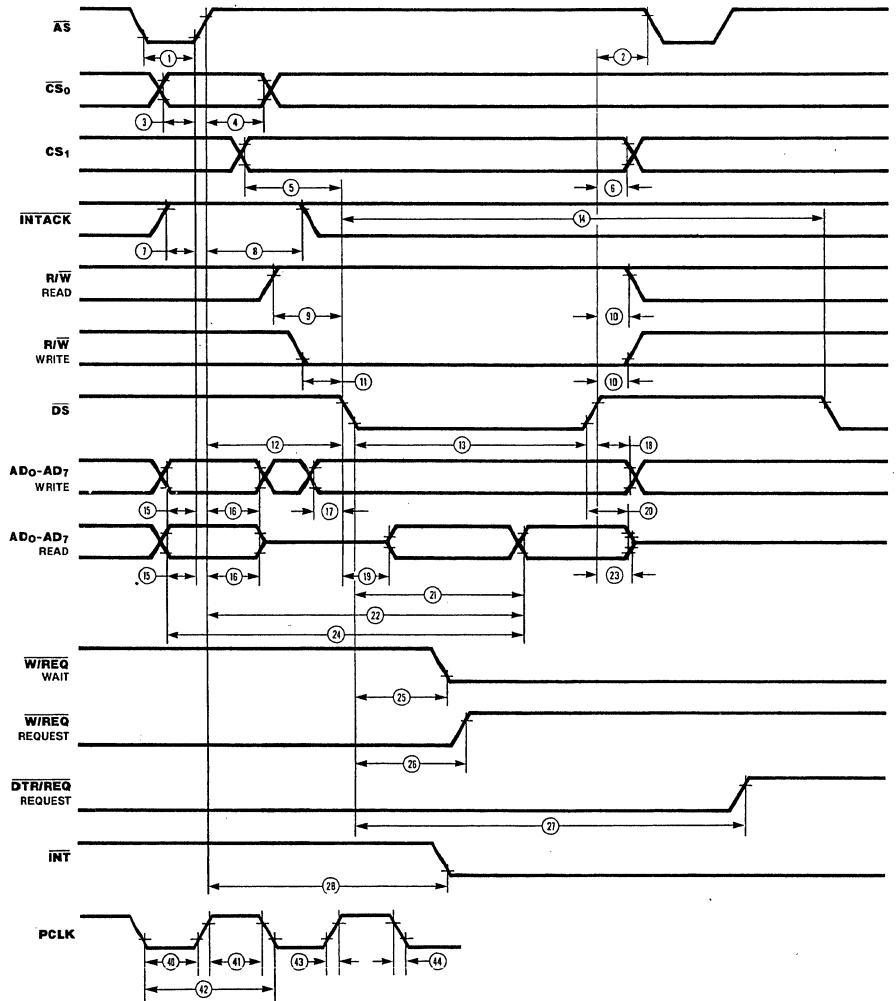 AS
1
2
CS0
3
4
CS1
5
6
INTACK
14
7
8
R/W
READ
9
10
R/W
WRITE
11
10
DS
12
13
18
AD0-AD7
WRITE
15
16
17
20
AD0-AD7
READ
15
16
19
23
21
22
24
W/REQ
WAIT
25
W/REQ
REQUEST
26
DTR/REQ
REQUEST
27
INT
28
PCLK
40
41
43
44
42